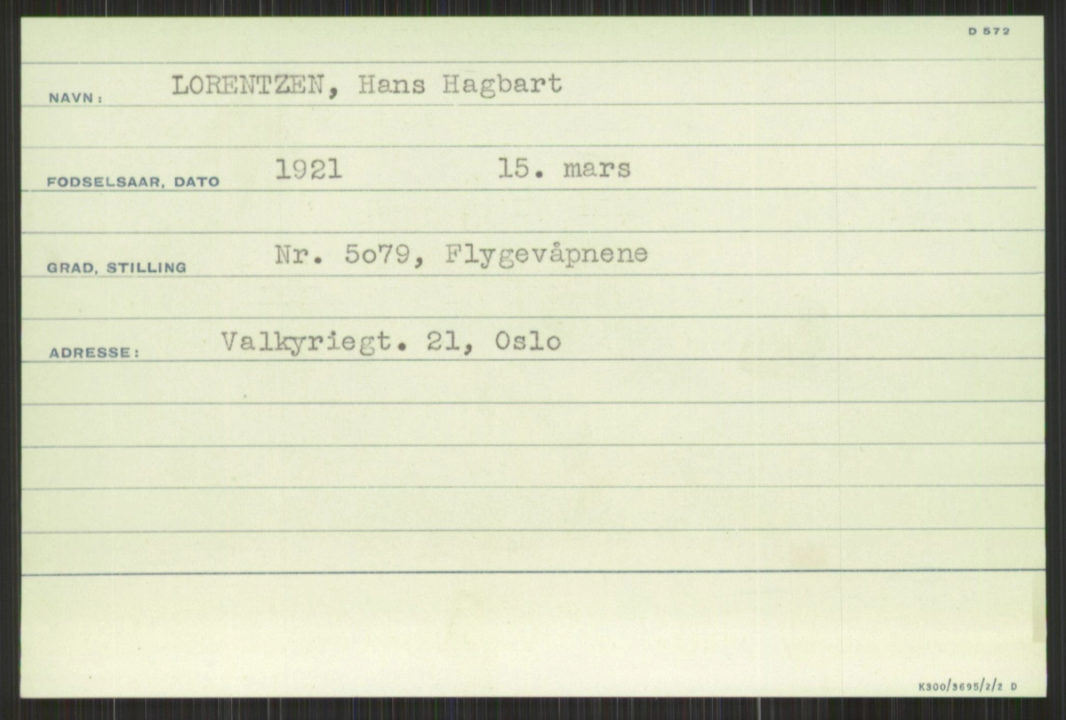 D 572
NAVN: LORENTZEN, Hans Hagbart
FODSELSAAR, DATO 1921 15. mars
GRAD, STILLING Nr. 5o79, Flygevåpnene
ADRESSE: Valkyriegt. 21, Oslo
K300/3695/2/2 D